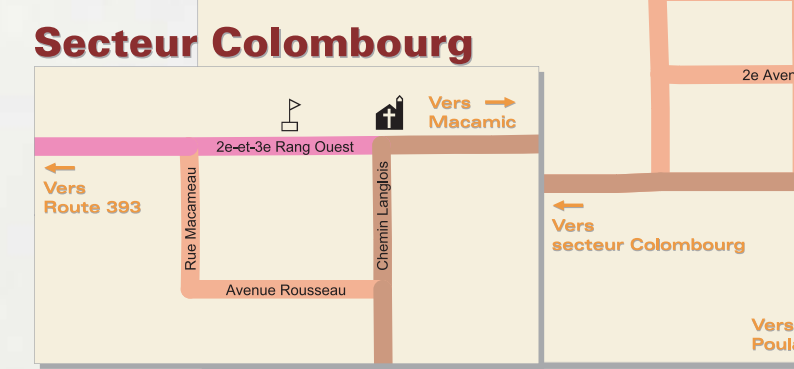 Secteur Colombourg
2e Aven
Vers
Macamic
2e-et-3e Rang Ouest
Vers
Route 393
Rue Macameau
Chemin Langlois
Avenue Rousseau
Vers
secteur Colombourg
Vers
Poul